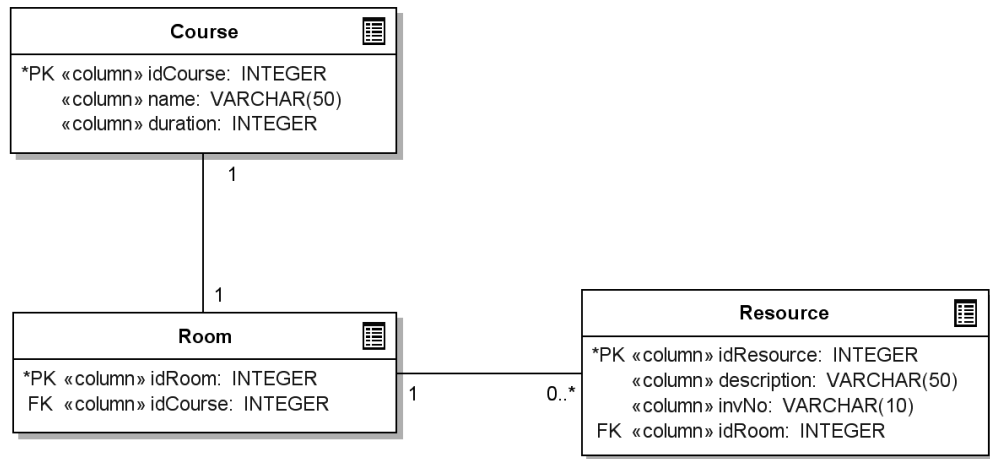 Course
*PK «column» idCourse: INTEGER
«column» name: VARCHAR(50)
«column» duration: INTEGER
1
1
Room
*PK «column» idRoom: INTEGER
FK «column» idCourse: INTEGER
1
0..*
Resource
*PK «column» idResource: INTEGER
«column» description: VARCHAR(50)
«column» invNo: VARCHAR(10)
FK «column» idRoom: INTEGER